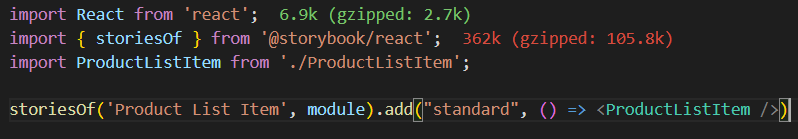 import React from 'react';  6.9k (gzipped: 2.7k)
import { storiesOf } from '@storybook/react';  362k (gzipped: 105.8k)
import ProductListItem from './ProductListItem';
storiesOf('Product List Item', module).add("standard", () => <ProductListItem />)